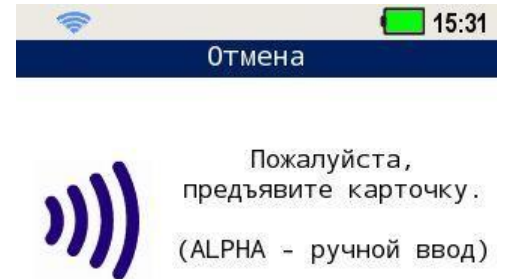 15:31
Отмена
Пожалуйста,
предъявите карточку.
(ALPHA - ручной ввод)